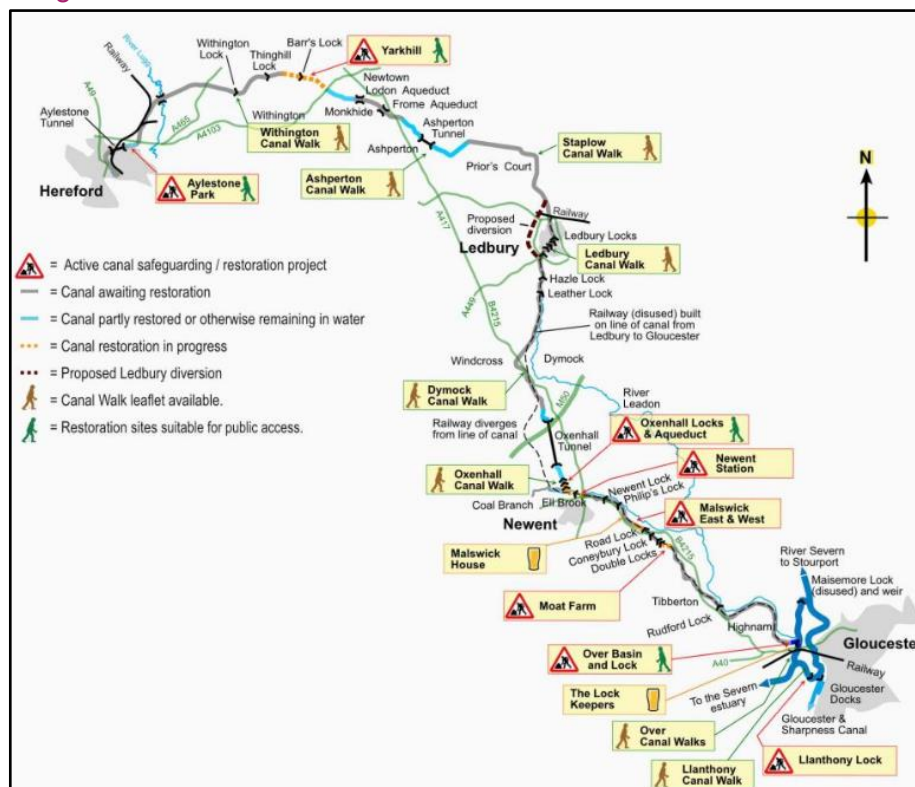 Barr's Lock
Yarkhill
Withington
Lock
Thinghill
Lock
River Lugg
Railway
A49
Newtown
Lodon Aqueduct
Frome Aqueduct
Monkhide
Aylestone
Tunnel
A465
A4103
Withington
Withington
Canal Walk
Ashperton
Tunnel
Ashperton
Staplow
Canal Walk
Prior's Court
Hereford
Aylestone
Park
Ashperton
Canal Walk
N
A417
Proposed
diversion
Railway
Ledbury
Ledbury Locks
Ledbury
Canal Walk
= Active canal safeguarding / restoration project
= Canal awaiting restoration
= Canal partly restored or otherwise remaining in water
= Canal restoration in progress
= Proposed Ledbury diversion
= Canal Walk leaflet available.
= Restoration sites suitable for public access.
Hazle Lock
Leather Lock
A449
B4215
Railway (disused) built
on line of canal from
Ledbury to Gloucester
Windcross
Dymock
Dymock
Canal Walk
M50
River
Leadon
Railway diverges
from line of canal
Oxenhall
Tunnel
Oxenhall Locks
& Aqueduct
Newent
Station
Oxenhall
Canal Walk
Coal Branch
Ell Brook
Newent Lock
Philip's Lock
Newent
Malswick
East & West
Malswick
House
Road Lock
Coneybury Lock
Double Locks
B4215
River Severn
to Stourport
Maisemore Lock
(disused) and weir
Moat Farm
Tibberton
Rudford Lock
Highnam
Gloucester
Over Basin
and Lock
A40
Railway
The Lock
Keepers
To the Severn
estuary
Gloucester
Docks
Over
Canal Walks
Gloucester &
Sharpness Canal
Llanthony
Canal Walk
Llanthony Lock